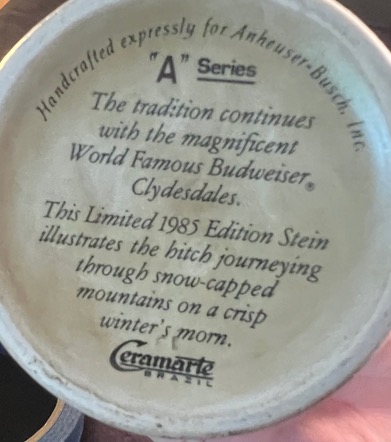 Handcrafted expressly for Anheuser-Busch, Inc.
"A" Series
The tradition continues
with the magnificent
World Famous Budweiser®
Clydesdales.
This Limited 1985 Edition Stein
illustrates the hitch journeying
through snow-capped
mountains on a crisp
winter's morn.
Ceramarte
BRAZIL